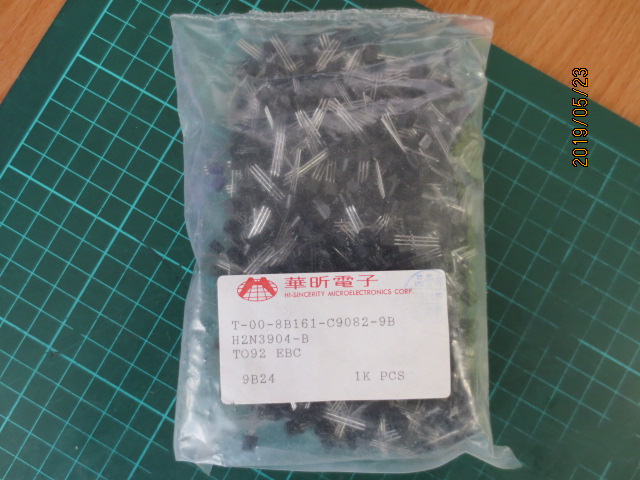 華昕電子
HI-SINCERITY MICROELECTRONICS CORP.
T-00-8B161-C9082-9B
H2N3904-B
TO92 EBC
9B24 1K PCS
2019/05/23